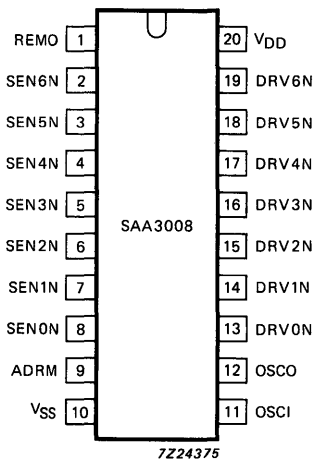 REMO 1 20 VDD
SEN6N 2 19 DRV6N
SEN5N 3 18 DRV5N
SEN4N 4 17 DRV4N
SEN3N 5 16 DRV3N
SAA3008
SEN2N 6 15 DRV2N
SEN1N 7 14 DRV1N
SEN0N 8 13 DRV0N
ADRM 9 12 OSCO
VSS 10 11 OSCI
7Z24375